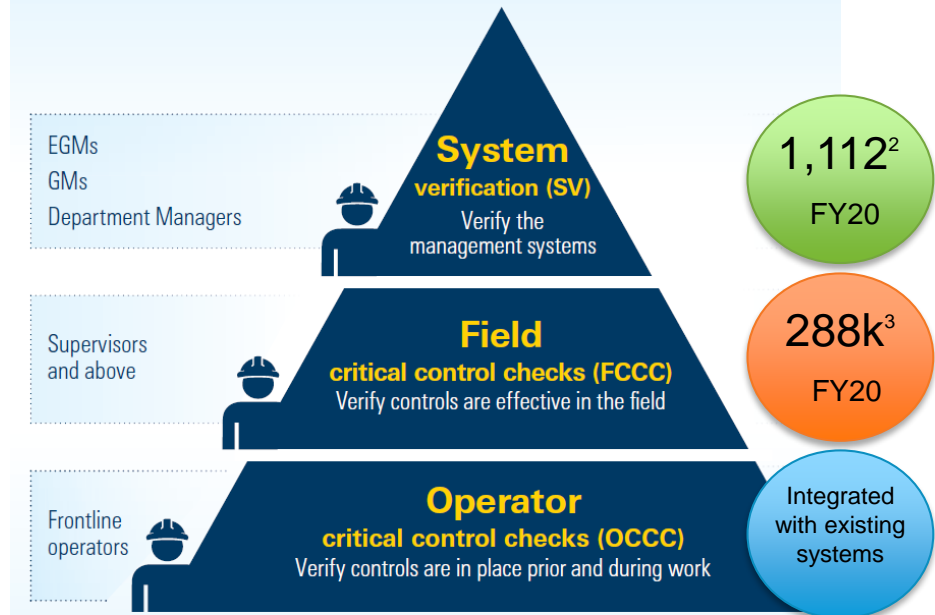 EGMs
GMs
Department Managers
System
verification (SV)
Verify the
management systems
1,112²
FY20
Supervisors
and above
Field
critical control checks (FCCC)
Verify controls are effective in the field
288k³
FY20
Frontline
operators
Operator
critical control checks (OCCC)
Verify controls are in place prior and during work
Integrated
with existing
systems